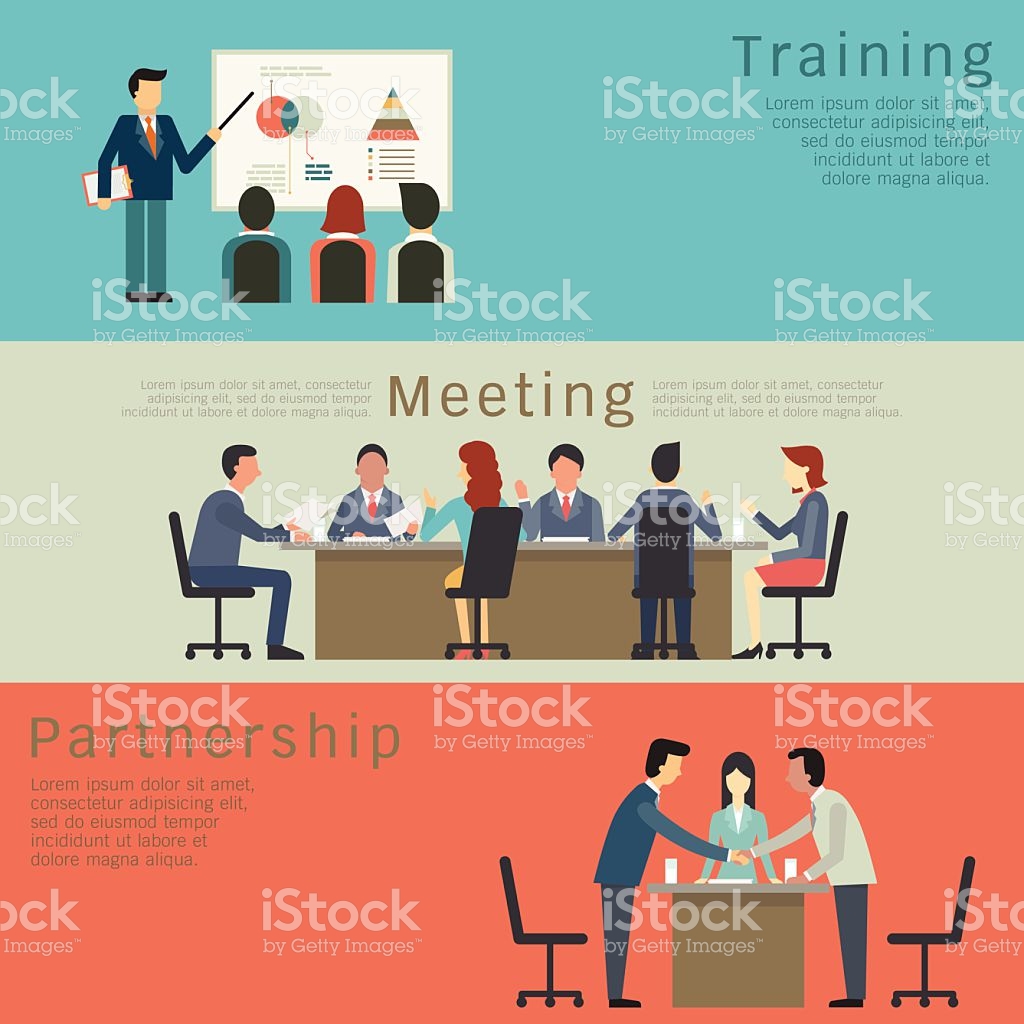 Training
Lorem ipsum dolor sit amet,
consectetur adipisicing elit,
sed do eiusmod tempor
incididunt ut labore et
dolore magna aliqua.
Lorem ipsum dolor sit amet, consectetur
adipisicing elit, sed do eiusmod tempor
incididunt ut labore et dolore magna aliqua.
Meeting
Lorem ipsum dolor sit amet, consectetur
adipisicing elit, sed do eiusmod tempor
incididunt ut labore et dolore magna aliqua.
Partnership
Lorem ipsum dolor sit amet,
consectetur adipisicing elit,
sed do eiusmod tempor
incididunt ut labore et
dolore magna aliqua.
iStock
by Getty Images™